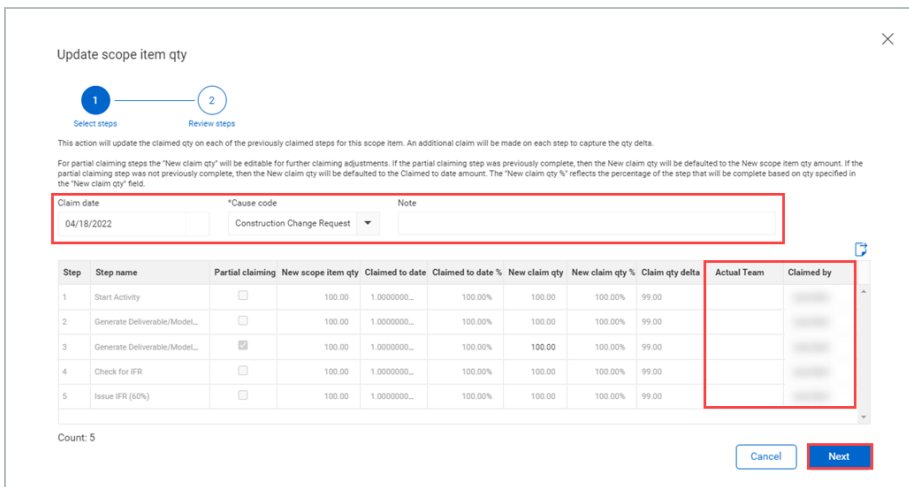 Update scope item qty
1
2
Select steps
Review steps
This action will update the claimed qty on each of the previously claimed steps for this scope item. An additional claim will be made on each step to capture the qty delta.
For partial claiming steps the "New claim qty" will be editable for further claiming adjustments. If the partial claiming step was previously complete, then the New claim qty will be defaulted to the New scope item qty amount. If the
partial claiming step was not previously complete, then the New claim qty will be defaulted to the Claimed to date amount. The "New claim qty %" reflects the percentage of the step that will be complete based on qty specified in
the "New claim qty" field.
Claim date *Cause code Note
04/18/2022 Construction Change Request
Step Step name Partial claiming New scope item qty Claimed to date Claimed to date % New claim qty New claim qty % Claim qty delta Actual Team Claimed by
1 Start Activity 100.00 1.0000000... 100.00% 100.00 100.00% 99.00
2 Generate Deliverable/Model... 100.00 1.0000000... 100.00% 100.00 100.00% 99.00
3 Generate Deliverable/Model... 100.00 1.0000000... 100.00% 100.00 100.00% 99.00
4 Check for IFR 100.00 1.0000000... 100.00% 100.00 100.00% 99.00
5 Issue IFR (60%) 100.00 1.0000000... 100.00% 100.00 100.00% 99.00
Count: 5
Cancel Next